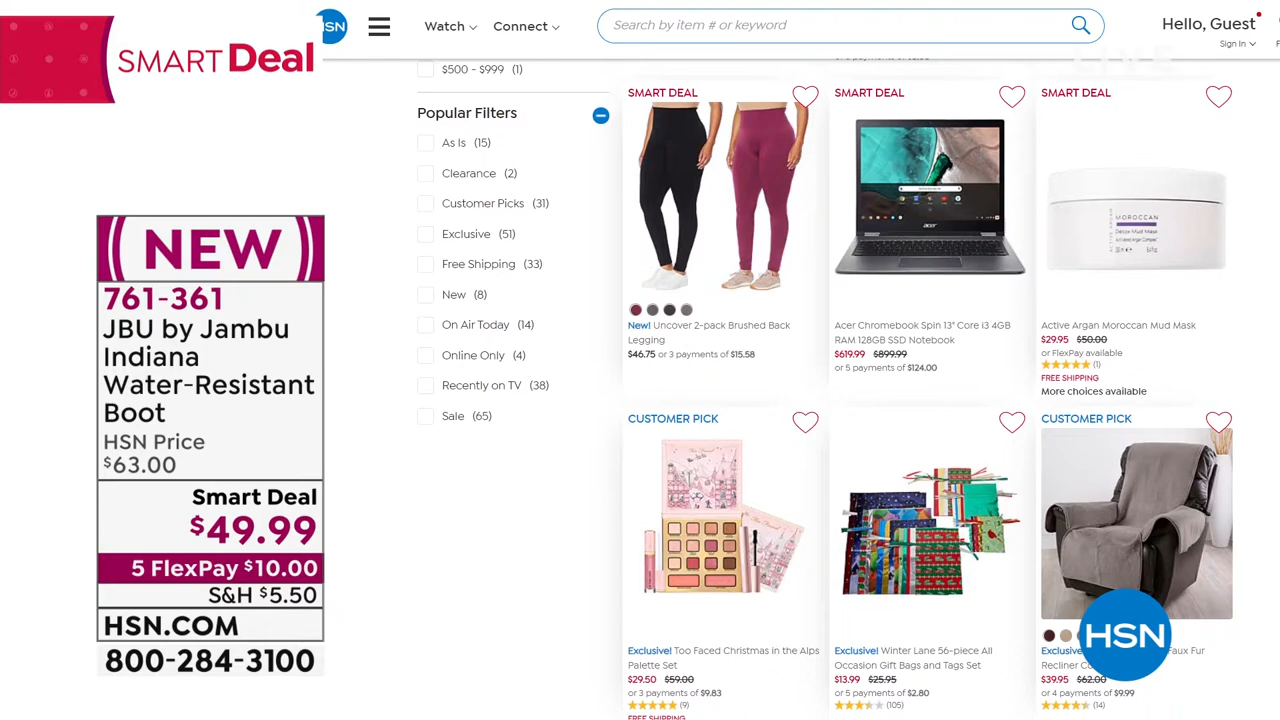 SMART Deal
HSN
Watch
Connect
Search by item # or keyword
Hello, Guest
Sign In
$500 - $999 (1)
Popular Filters
As Is (15)
Clearance (2)
Customer Picks (31)
Exclusive (51)
Free Shipping (33)
New (8)
On Air Today (14)
Online Only (4)
Recently on TV (38)
Sale (65)
NEW
761-361
JBU by Jambu
Indiana
Water-Resistant
Boot
HSN Price
$63.00
Smart Deal
$49.99
5 FlexPay $10.00
S&H $5.50
HSN.COM
800-284-3100
SMART DEAL
New! Uncover 2-pack Brushed Back
Legging
$46.75 or 3 payments of $15.58
SMART DEAL
acer
Acer Chromebook Spin 13" Core i3 4GB
RAM 128GB SSD Notebook
$619.99 $899.99
or 5 payments of $124.00
SMART DEAL
MOROCCAN
Detox Mud Mask
Active Argan Moroccan Mud Mask
$29.95 $50.00
or FlexPay available
(1)
FREE SHIPPING
More choices available
CUSTOMER PICK
Exclusive! Too Faced Christmas in the Alps
Palette Set
$29.50 $59.00
or 3 payments of $9.83
(9)
FREE SHIPPING
Exclusive! Winter Lane 56-piece All
Occasion Gift Bags and Tags Set
$13.99 $25.95
or 5 payments of $2.80
(105)
CUSTOMER PICK
Faux Fur
Recliner
$39.95 $62.00
or 4 payments of $9.99
(14)
HSN